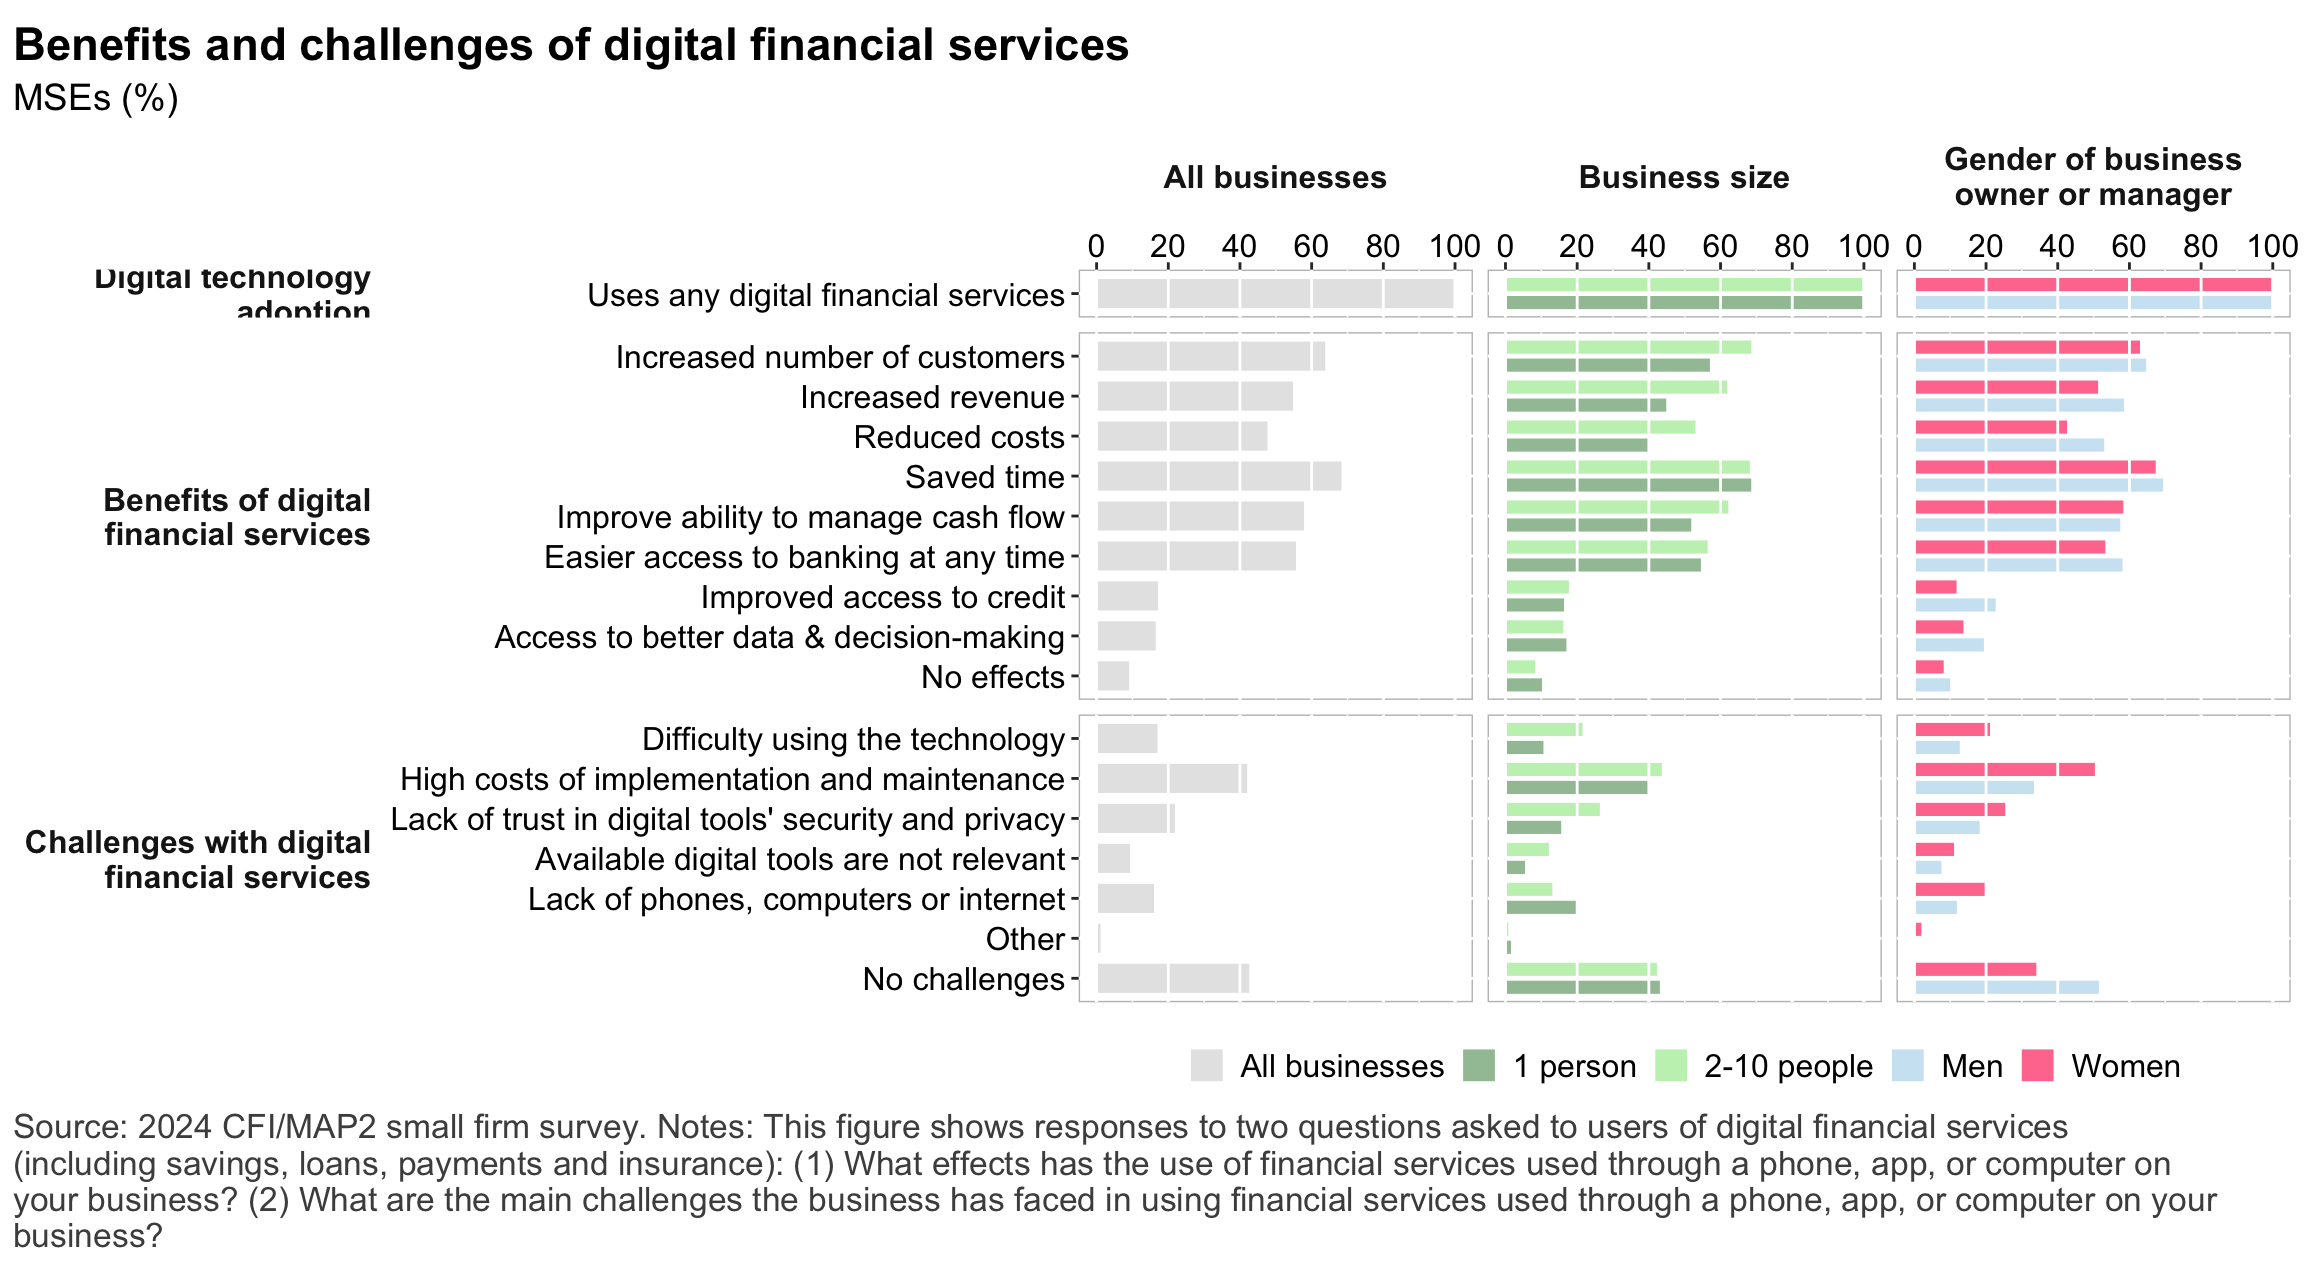 Benefits and challenges of digital financial services
MSEs (%)
All businesses
Business size
Gender of business
owner or manager
0 20 40 60 80 100 0 20 40 60 80 100 0 20 40 60 80 100
Digital technology
adoption
Uses any digital financial services
Benefits of digital
financial services
Increased number of customers
Increased revenue
Reduced costs
Saved time
Improve ability to manage cash flow
Easier access to banking at any time
Improved access to credit
Access to better data & decision-making
No effects
Challenges with digital
financial services
Difficulty using the technology
High costs of implementation and maintenance
Lack of trust in digital tools' security and privacy
Available digital tools are not relevant
Lack of phones, computers or internet
Other
No challenges
All businesses 1 person 2-10 people Men Women
Source: 2024 CFI/MAP2 small firm survey. Notes: This figure shows responses to two questions asked to users of digital financial services
(including savings, loans, payments and insurance): (1) What effects has the use of financial services used through a phone, app, or computer on
your business? (2) What are the main challenges the business has faced in using financial services used through a phone, app, or computer on your
business?